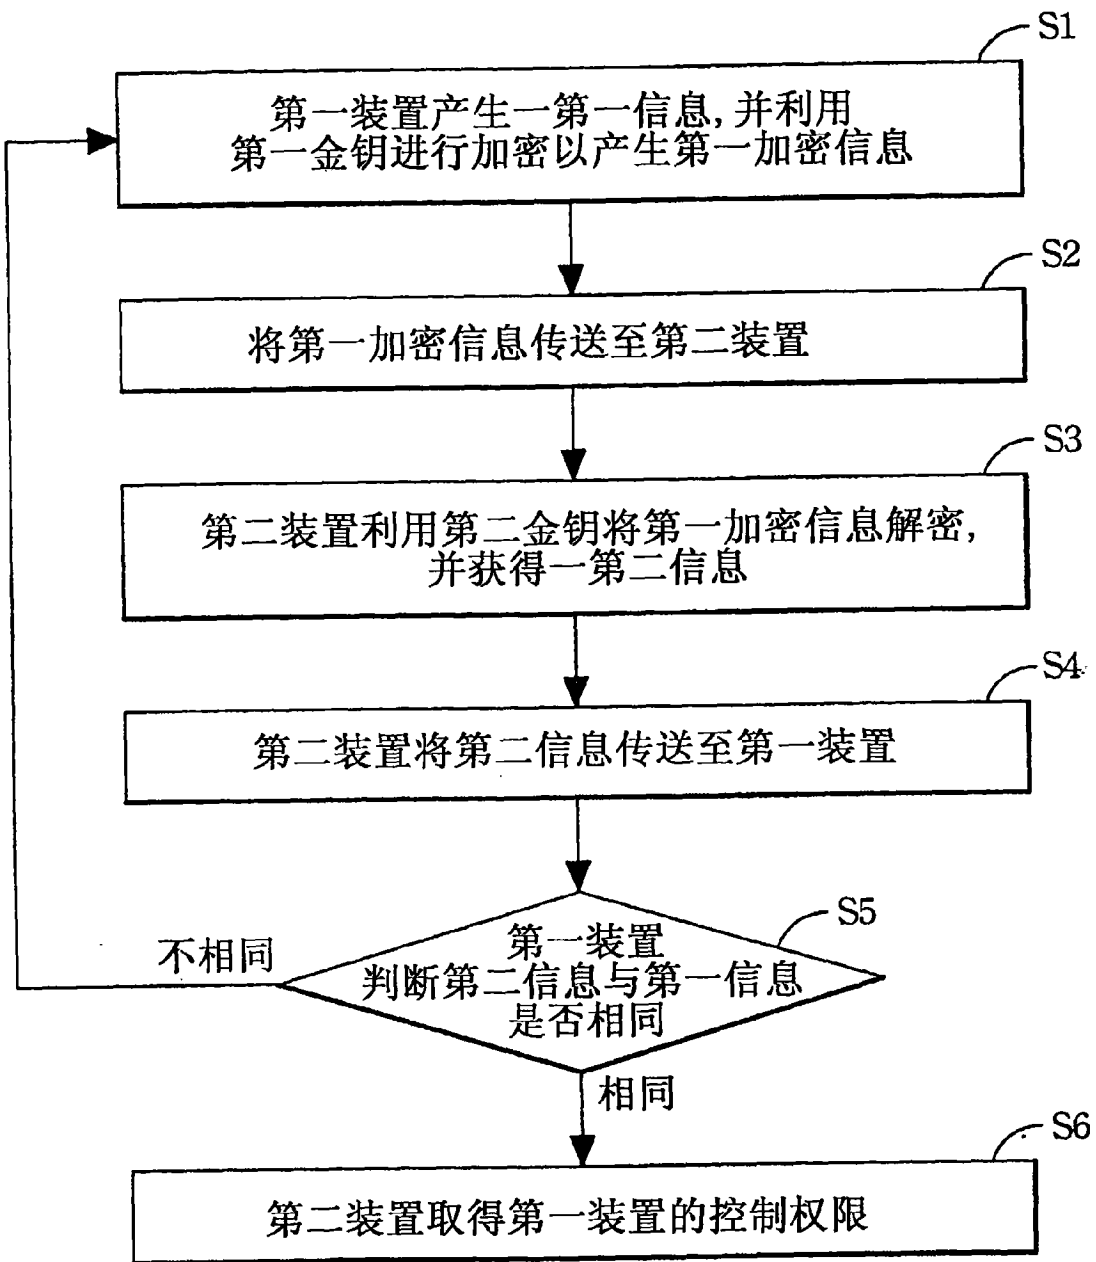 S1
第一装置产生一第一信息,并利用
第一金钥进行加密以产生第一加密信息
S2
将第一加密信息传送至第二装置
S3
第二装置利用第二金钥将第一加密信息解密,
并获得一第二信息
S4
第二装置将第二信息传送至第一装置
S5
第一装置
判断第二信息与第一信息
是否相同
不相同
相同
S6
第二装置取得第一装置的控制权限